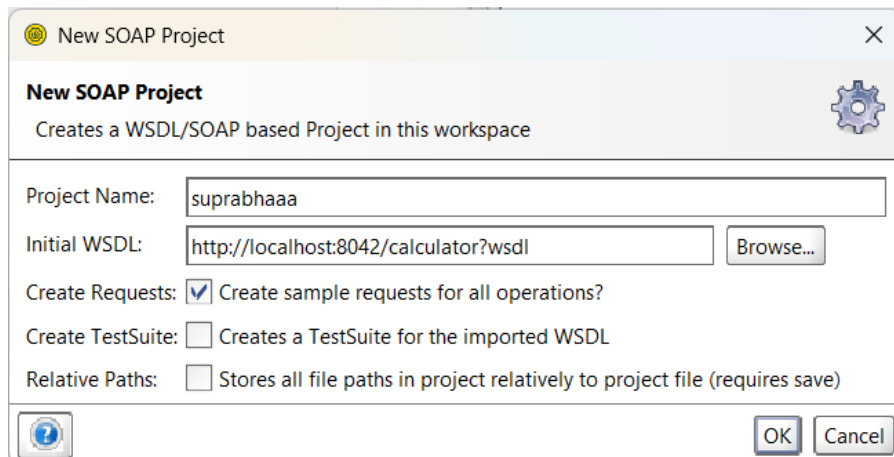 New SOAP Project
New SOAP Project
Creates a WSDL/SOAP based Project in this workspace
Project Name: suprabhaaa
Initial WSDL: http://localhost:8042/calculator?wsdl Browse...
Create Requests: Create sample requests for all operations?
Create TestSuite: Creates a TestSuite for the imported WSDL
Relative Paths: Stores all file paths in project relatively to project file (requires save)
? OK Cancel